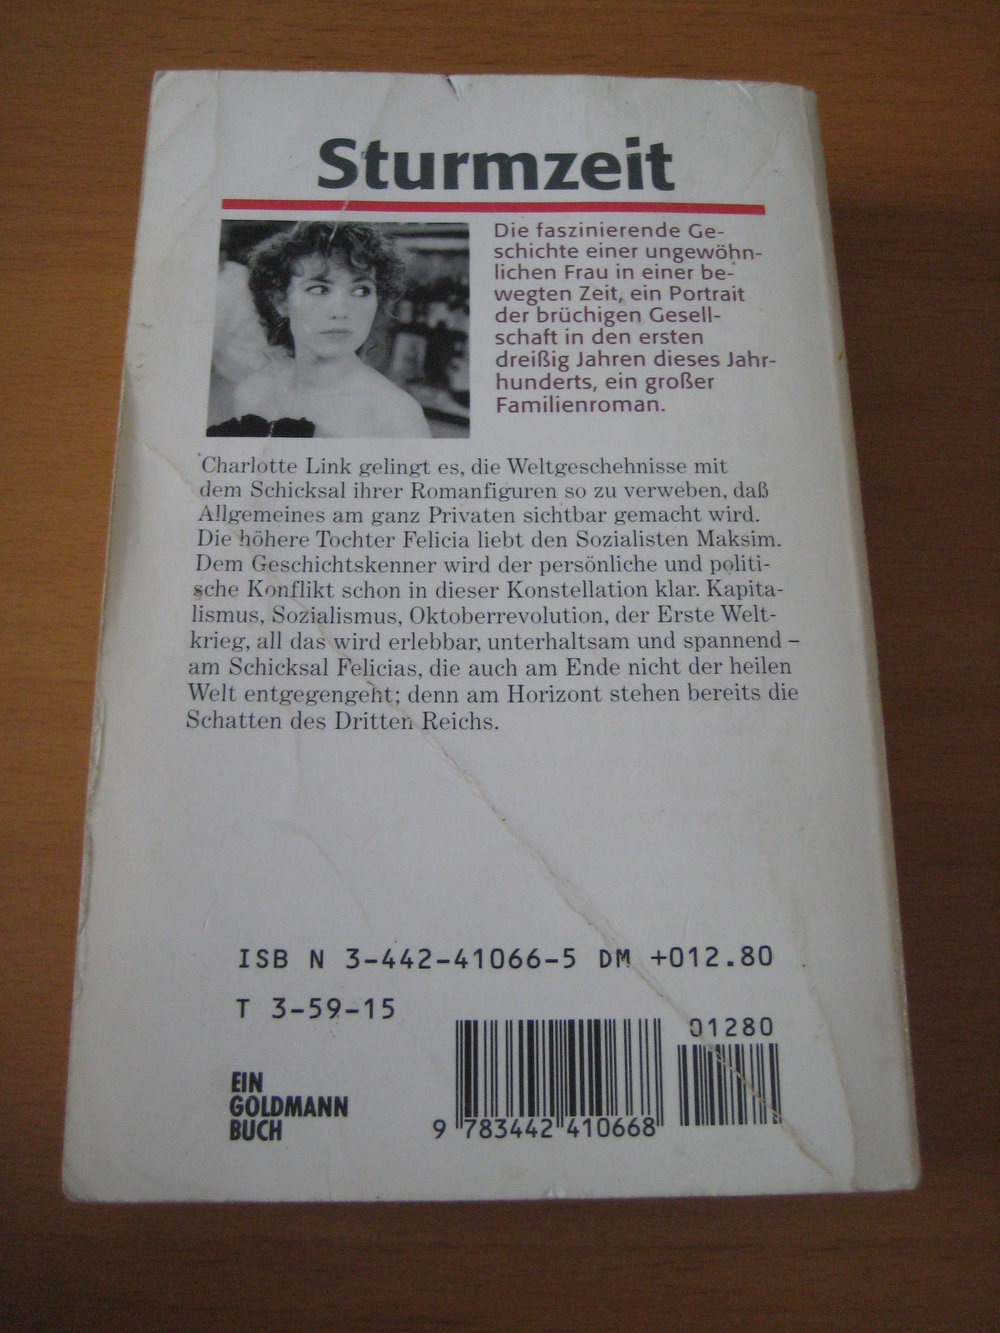 Sturmzeit
Die faszinierende Ge-
schichte einer ungewöhn-
lichen Frau in einer be-
wegten Zeit, ein Portrait
der brüchigen Gesell-
schaft in den ersten
dreißig Jahren dieses Jahr-
hunderts, ein großer
Familienroman.
Charlotte Link gelingt es, die Weltgeschehnisse mit
dem Schicksal ihrer Romanfiguren so zu verweben, daß
Allgemeines am ganz Privaten sichtbar gemacht wird.
Die höhere Tochter Felicia liebt den Sozialisten Maksim.
Dem Geschichtskenner wird der persönliche und politi-
sche Konflikt schon in dieser Konstellation klar. Kapita-
lismus, Sozialismus, Oktoberrevolution, der Erste Welt-
krieg, all das wird erlebbar, unterhaltsam und spannend –
am Schicksal Felicias, die auch am Ende nicht der heilen
Welt entgegengeht; denn am Horizont stehen bereits die
Schatten des Dritten Reichs.
ISB N 3-442-41066-5 DM +012.80
T 3-59-15
01280
EIN
GOLDMANN
BUCH
9 783442 410668